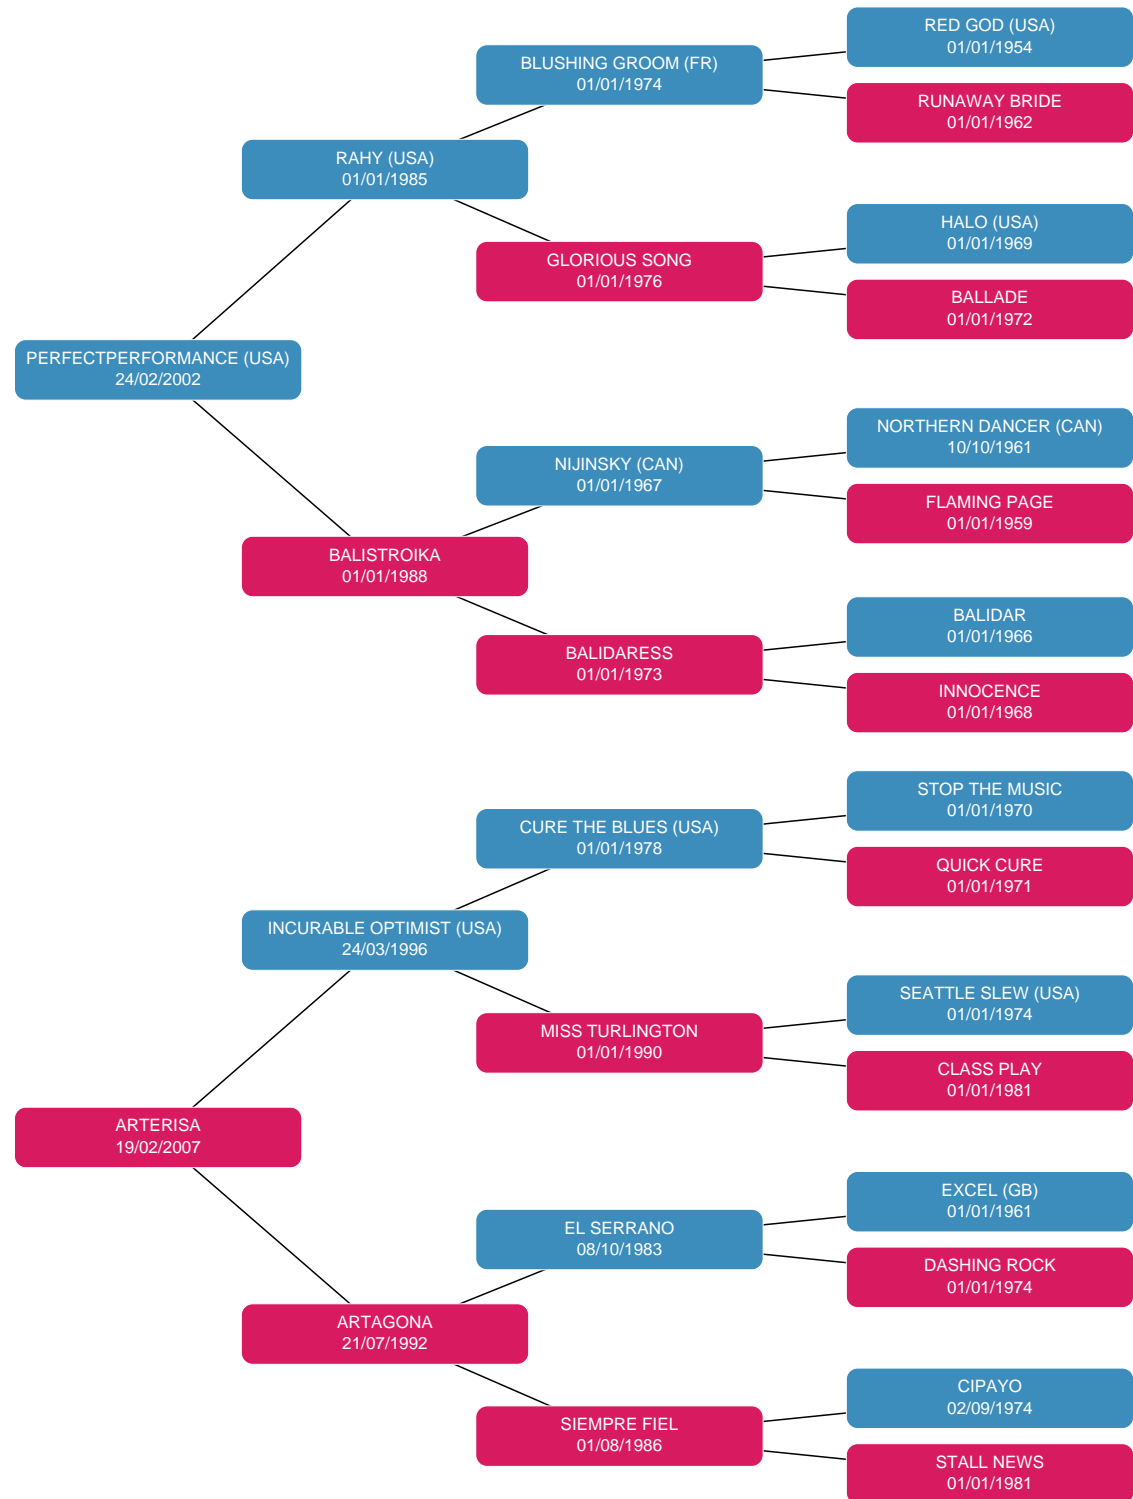 RED GOD (USA)
01/01/1954
BLUSHING GROOM (FR)
01/01/1974
RUNAWAY BRIDE
01/01/1962
RAHY (USA)
01/01/1985
HALO (USA)
01/01/1969
GLORIOUS SONG
01/01/1976
BALLADE
01/01/1972
PERFECTPERFORMANCE (USA)
24/02/2002
NORTHERN DANCER (CAN)
10/10/1961
NIJINSKY (CAN)
01/01/1967
FLAMING PAGE
01/01/1959
BALISTROIKA
01/01/1988
BALIDAR
01/01/1966
BALIDARESS
01/01/1973
INNOCENCE
01/01/1968
STOP THE MUSIC
01/01/1970
CURE THE BLUES (USA)
01/01/1978
QUICK CURE
01/01/1971
INCURABLE OPTIMIST (USA)
24/03/1996
SEATTLE SLEW (USA)
01/01/1974
MISS TURLINGTON
01/01/1990
CLASS PLAY
01/01/1981
ARTERISA
19/02/2007
EXCEL (GB)
01/01/1961
EL SERRANO
08/10/1983
DASHING ROCK
01/01/1974
ARTAGONA
21/07/1992
CIPAYO
02/09/1974
SIEMPRE FIEL
01/08/1986
STALL NEWS
01/01/1981